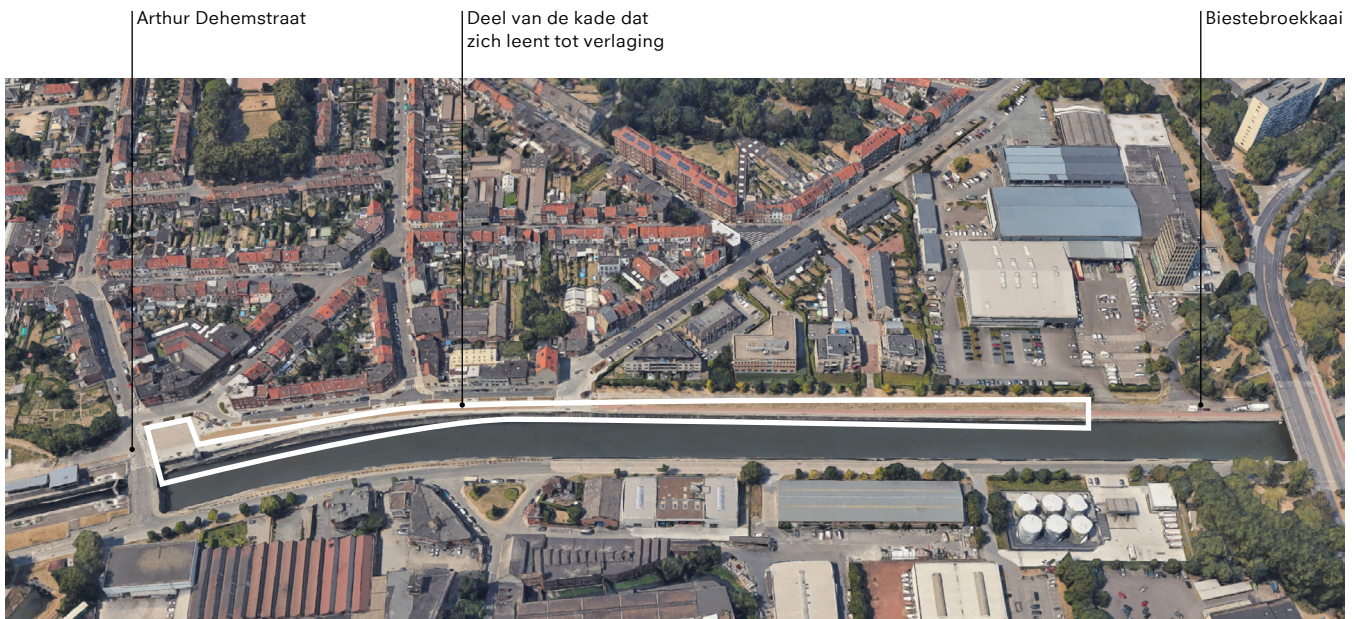 Arthur Dehemstraat
Deel van de kade dat
zich leent tot verlaging
Biestebroekkaai